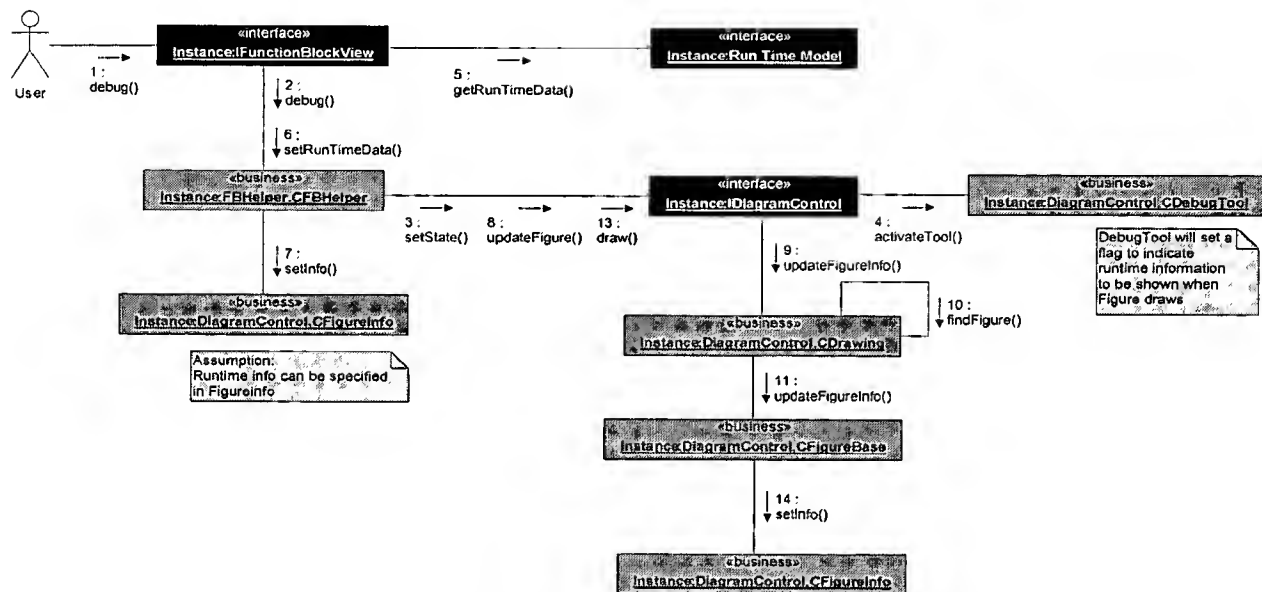 «interface»
Instance:IFunctionBlockView
«interface»
Instance:Run Time Model
User
1 :
debug()
2 :
debug()
5 :
getRunTimeData()
6 :
setRunTimeData()
«business»
Instance:FBHelper.CFBHelper
«interface»
Instance:IDiagramControl
«business»
Instance:DiagramControl.CDebugTool
3 :
setState()
8 :
updateFigure()
13 :
draw()
4 :
activateTool()
7 :
setInfo()
9 :
updateFigureInfo()
DebugTool will set a
flag to indicate
runtime information
to be shown when
Figure draws
«business»
Instance:DiagramControl.CFigureInfo
10 :
findFigure()
«business»
Instance:DiagramControl.CDrawing
Assumption:
Runtime info can be specified
in FigureInfo
11 :
updateFigureInfo()
«business»
Instance:DiagramControl.CFigureBase
14 :
setInfo()
«business»
Instance:DiagramControl.CFigureInfo